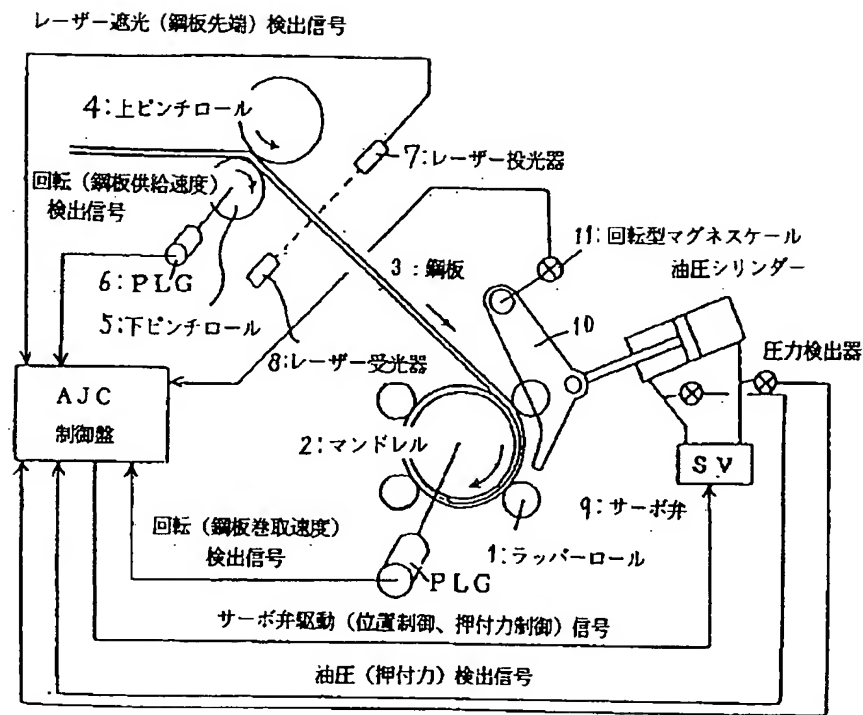 レーザー遮光（鋼板先端）検出信号
4:上ピンチロール
7:レーザー投光器
回転（鋼板供給速度）
検出信号
11:回転型マグネスケール
油圧シリンダー
3:鋼板
6:PLG
10
5:下ピンチロール
8:レーザー受光器
圧力検出器
AJC
制御盤
2:マンドレル
SV
9:サーボ弁
回転（鋼板巻取速度）
検出信号
1:ラッパーロール
PLG
サーボ弁駆動（位置制御、押付力制御）信号
油圧（押付力）検出信号